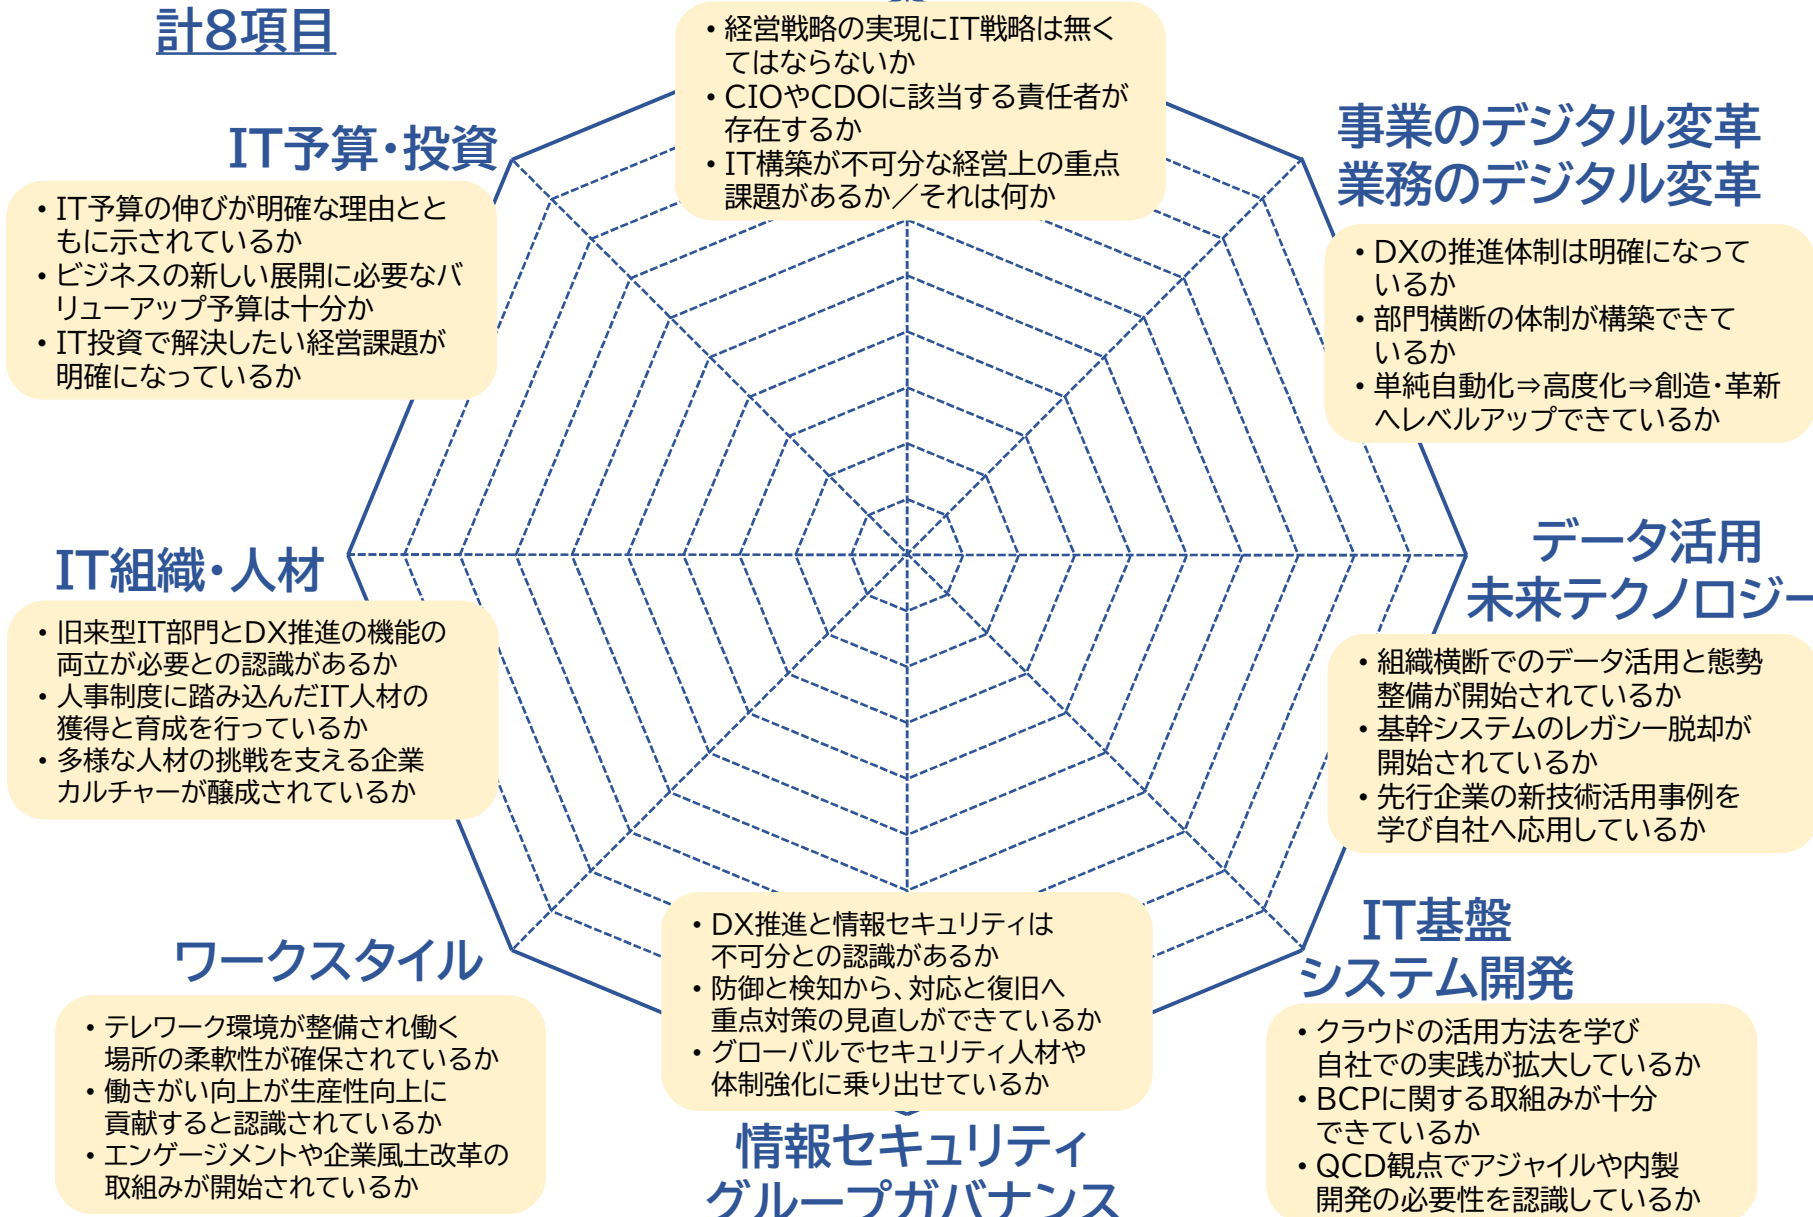 計8項目
・経営戦略の実現にIT戦略は無く
てはならないか
・CIOやCDOに該当する責任者が
存在するか
・IT構築が不可分な経営上の重点
課題があるか／それは何か
事業のデジタル変革
業務のデジタル変革
・DXの推進体制は明確になって
いるか
・部門横断の体制が構築できて
いるか
・単純自動化⇒高度化⇒創造・革新
へレベルアップできているか
データ活用
未来テクノロジー
・組織横断でのデータ活用と態勢
整備が開始されているか
・基幹システムのレガシー脱却が
開始されているか
・先行企業の新技術活用事例を
学び自社へ応用しているか
IT基盤
システム開発
・クラウドの活用方法を学び
自社での実践が拡大しているか
・BCPに関する取組みが十分
できているか
・QCD観点でアジャイルや内製
開発の必要性を認識しているか
・DX推進と情報セキュリティは
不可分との認識があるか
・防御と検知から、対応と復旧へ
重点対策の見直しができているか
・グローバルでセキュリティ人材や
体制強化に乗り出せているか
情報セキュリティ
グループガバナンス
ワークスタイル
・テレワーク環境が整備され働く
場所の柔軟性が確保されているか
・働きがい向上が生産性向上に
貢献すると認識されているか
・エンゲージメントや企業風土改革の
取組みが開始されているか
IT組織・人材
・旧来型IT部門とDX推進の機能の
両立が必要との認識があるか
・人事制度に踏み込んだIT人材の
獲得と育成を行っているか
・多様な人材の挑戦を支える企業
カルチャーが醸成されているか
IT予算・投資
・IT予算の伸びが明確な理由とと
もに示されているか
・ビジネスの新しい展開に必要なバ
リューアップ予算は十分か
・IT投資で解決したい経営課題が
明確になっているか